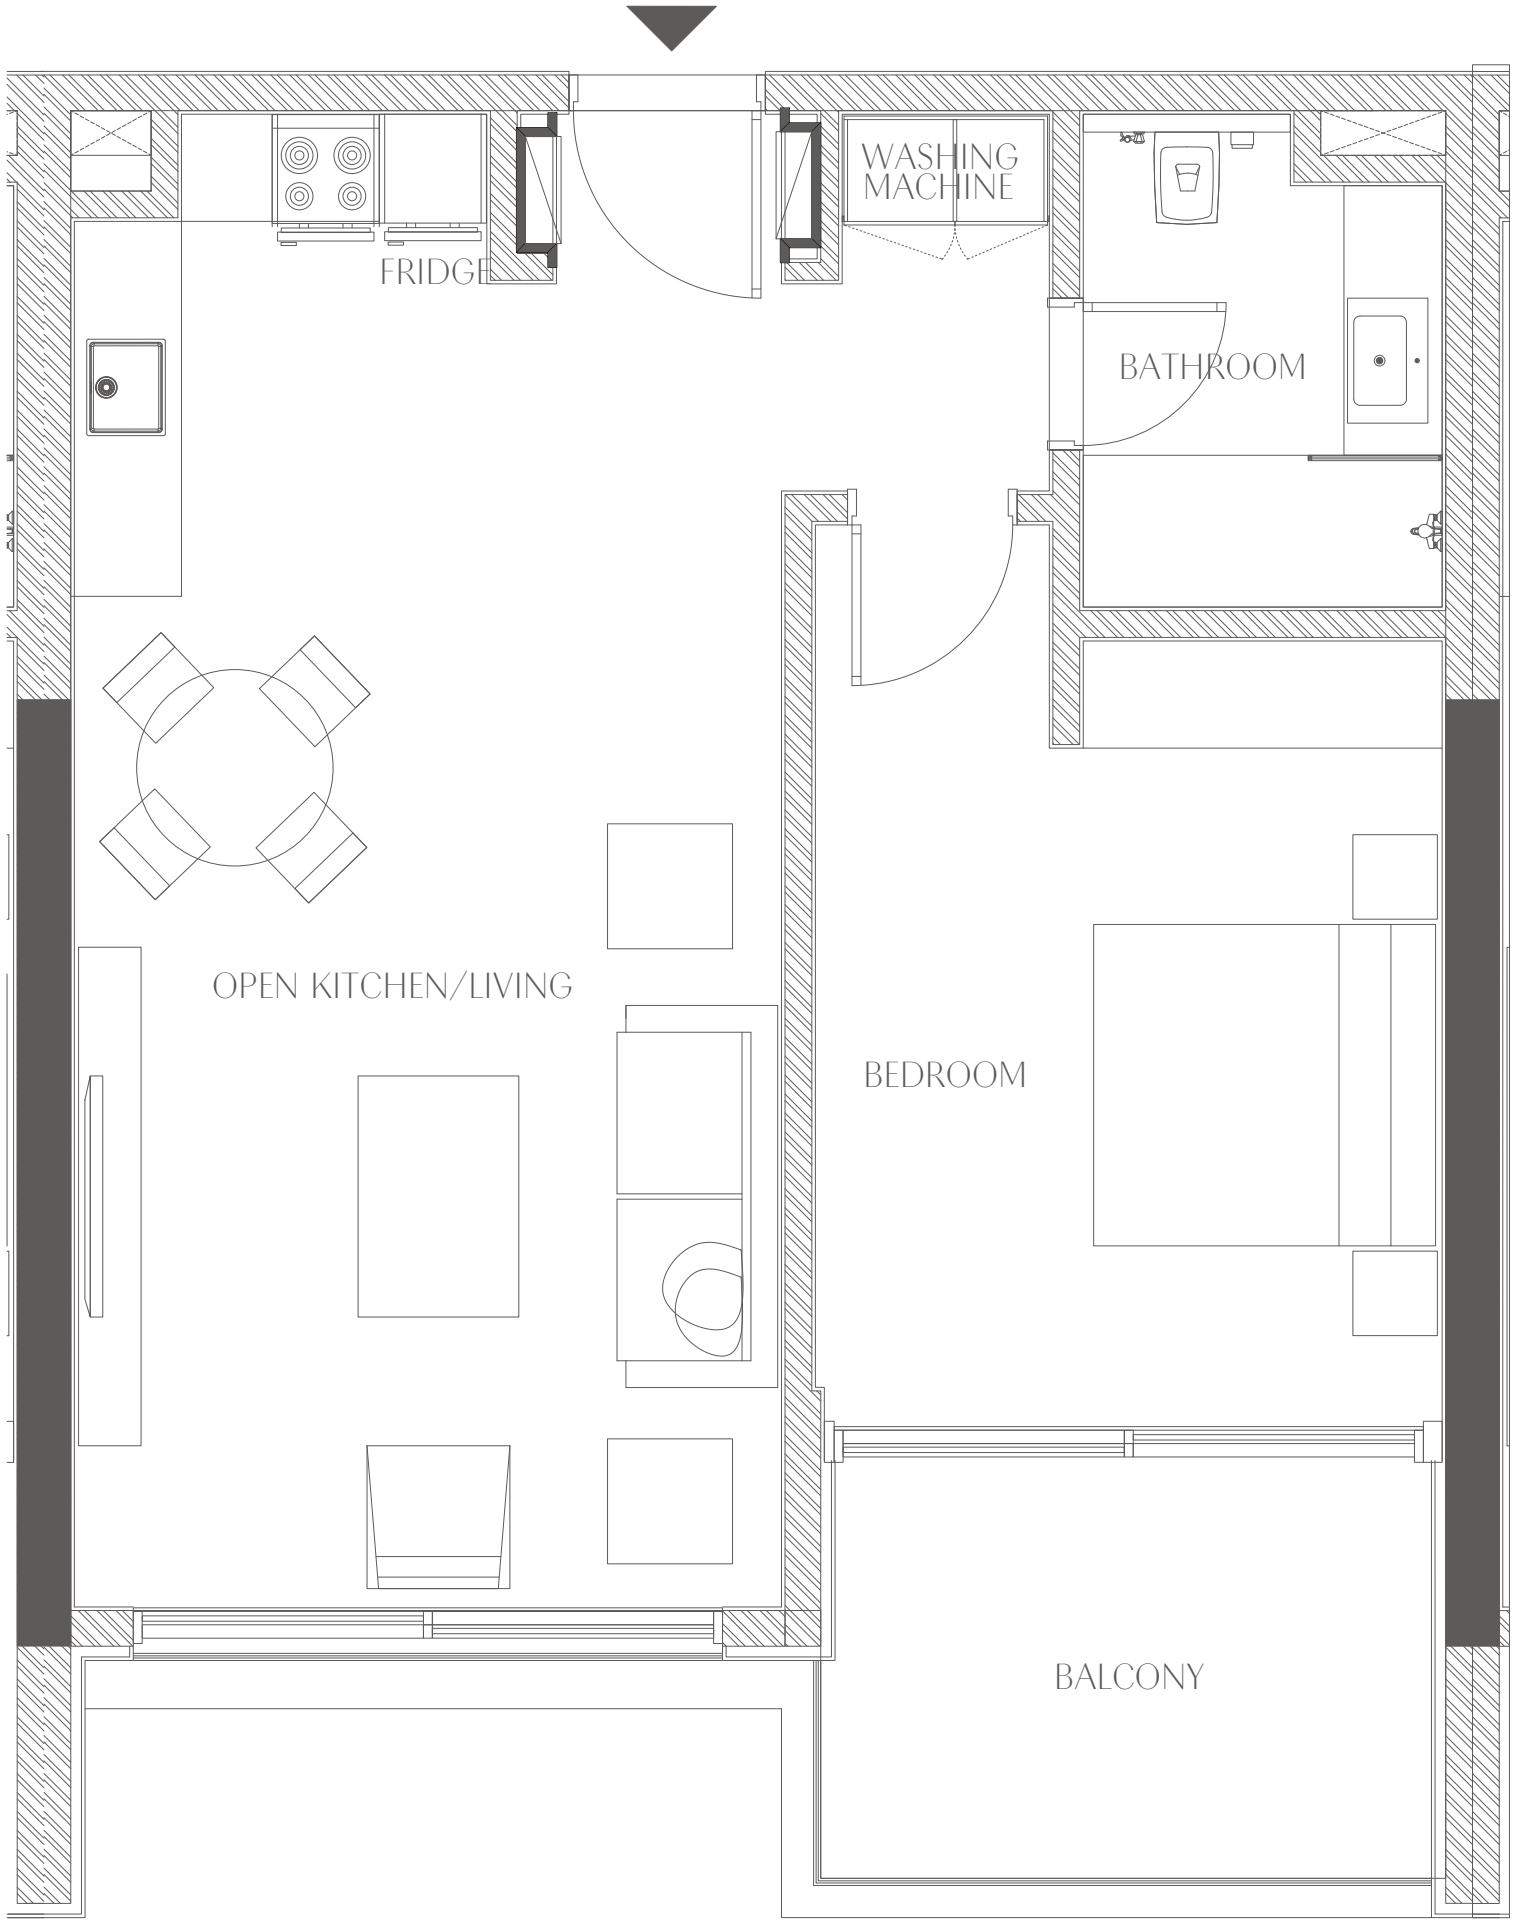 WASHING
MACHINE
FRIDGE
BATHROOM
OPEN KITCHEN/LIVING
BEDROOM
BALCONY